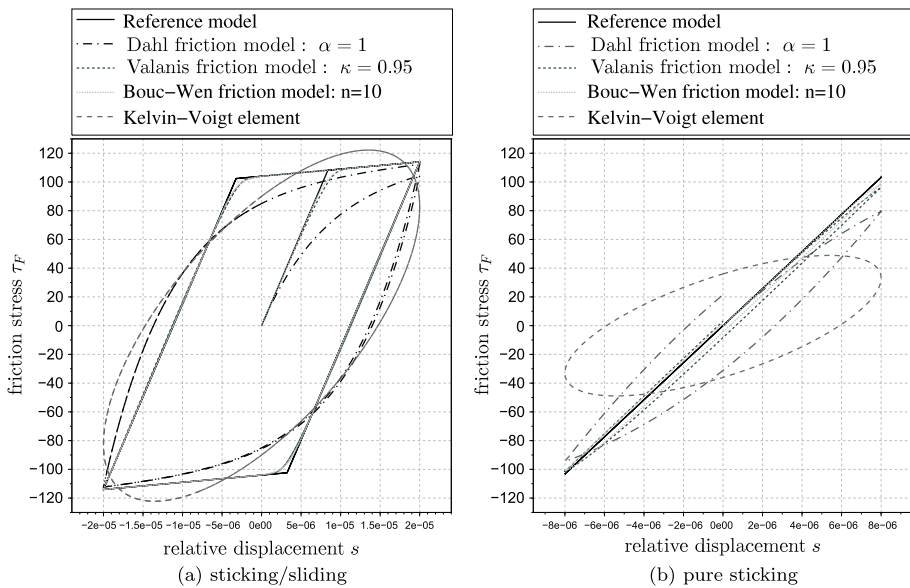 Reference model
Dahl friction model : α = 1
Valanis friction model : κ = 0.95
Bouc−Wen friction model: n=10
Kelvin−Voigt element
120
100
80
60
40
20
0
−20
−40
−60
−80
−100
−120
friction stress τF
−2e−05 −1.5e−05 −1e−05 −5e−06 0e00 5e−06 1e−05 1.5e−05 2e−05
relative displacement s
(a) sticking/sliding
Reference model
Dahl friction model : α = 1
Valanis friction model : κ = 0.95
Bouc−Wen friction model: n=10
Kelvin−Voigt element
120
100
80
60
40
20
0
−20
−40
−60
−80
−100
−120
friction stress τF
−8e−06 −6e−06 −4e−06 −2e−06 0e00 2e−06 4e−06 6e−06 8e−06
relative displacement s
(b) pure sticking